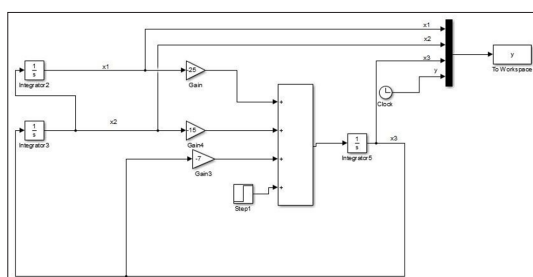 x1
x2
x3
y
y
To Workspace
Clock
1
s
Integrator2
x1
-25
Gain
1
s
Integrator3
x2
-15
Gain4
-7
Gain3
Step1
+
+
+
+
1
s
Integrator5
x3